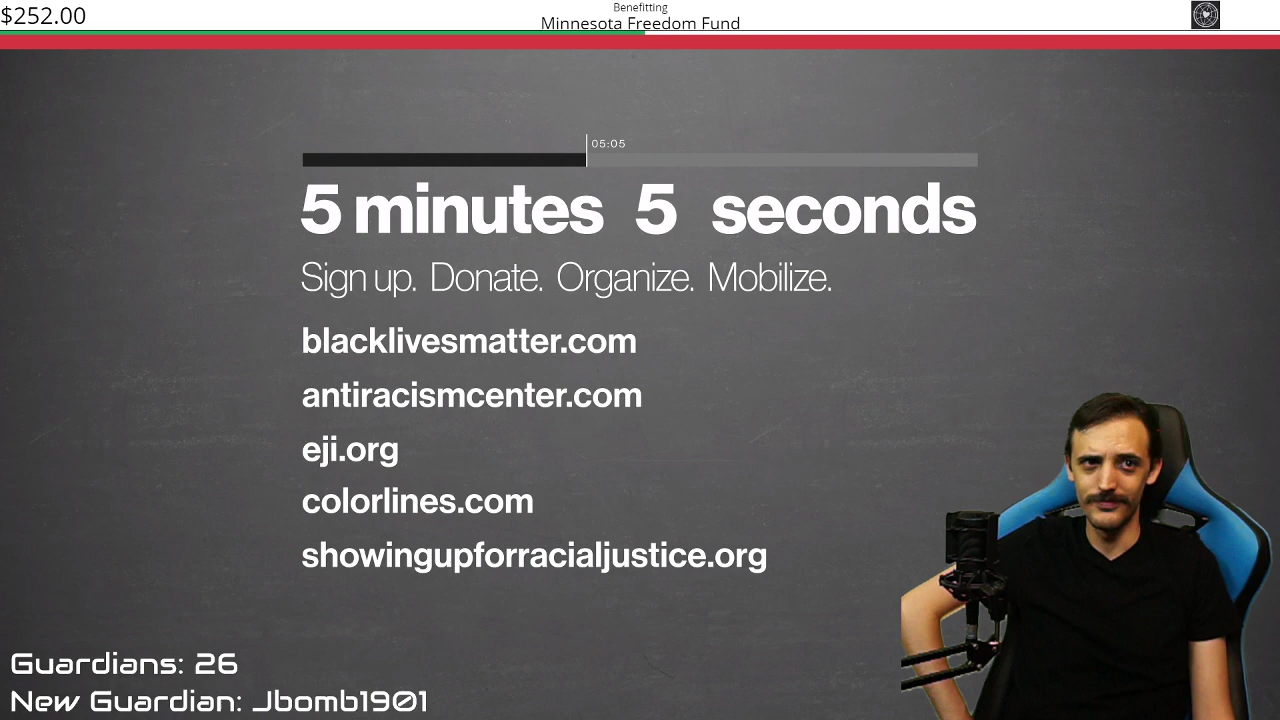 $252.00
Benefitting
Minnesota Freedom Fund
05:05
5 minutes 5 seconds
Sign up. Donate. Organize. Mobilize.
blacklivesmatter.com
antiracismcenter.com
eji.org
colorlines.com
showingupforracialjustice.org
Guardians: 26
New Guardian: Jbomb1901